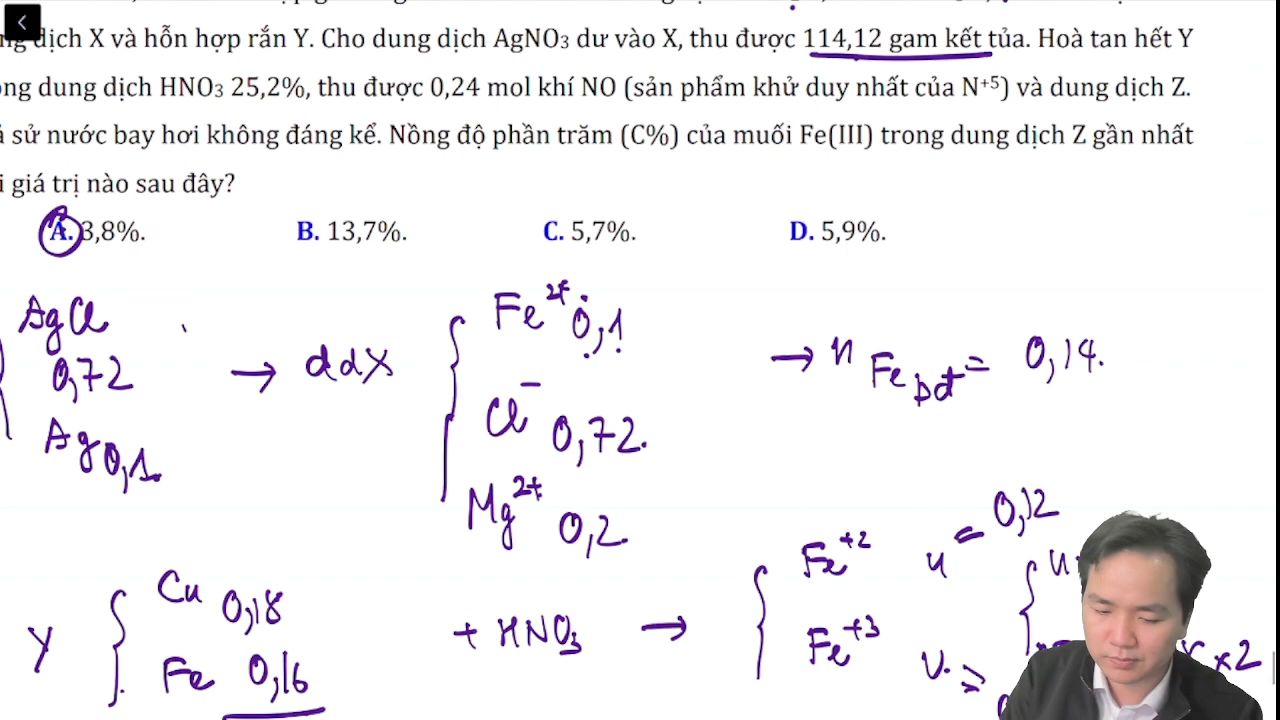 dịch X và hỗn hợp rắn Y. Cho dung dịch AgNO₃ dư vào X, thu được 114,12 gam kết tủa. Hoà tan hết Y
dung dịch HNO₃ 25,2%, thu được 0,24 mol khí NO (sản phẩm khử duy nhất của N⁺⁵) và dung dịch Z.
sử nước bay hơi không đáng kể. Nồng độ phần trăm (C%) của muối Fe(III) trong dung dịch Z gần nhất
giá trị nào sau đây?
A. 3,8%. B. 13,7%. C. 5,7%. D. 5,9%.
AgCl
0,72
Ag 0,1.
→ ddX
Fe²⁺ 0,1
Cl⁻ 0,72.
Mg²⁺ 0,2
→ n Fe bđ = 0,14.
Y { Cu 0,18
Fe 0,16
+ HNO₃ →
Fe⁺² u = 0,12
Fe⁺³ v.
x2